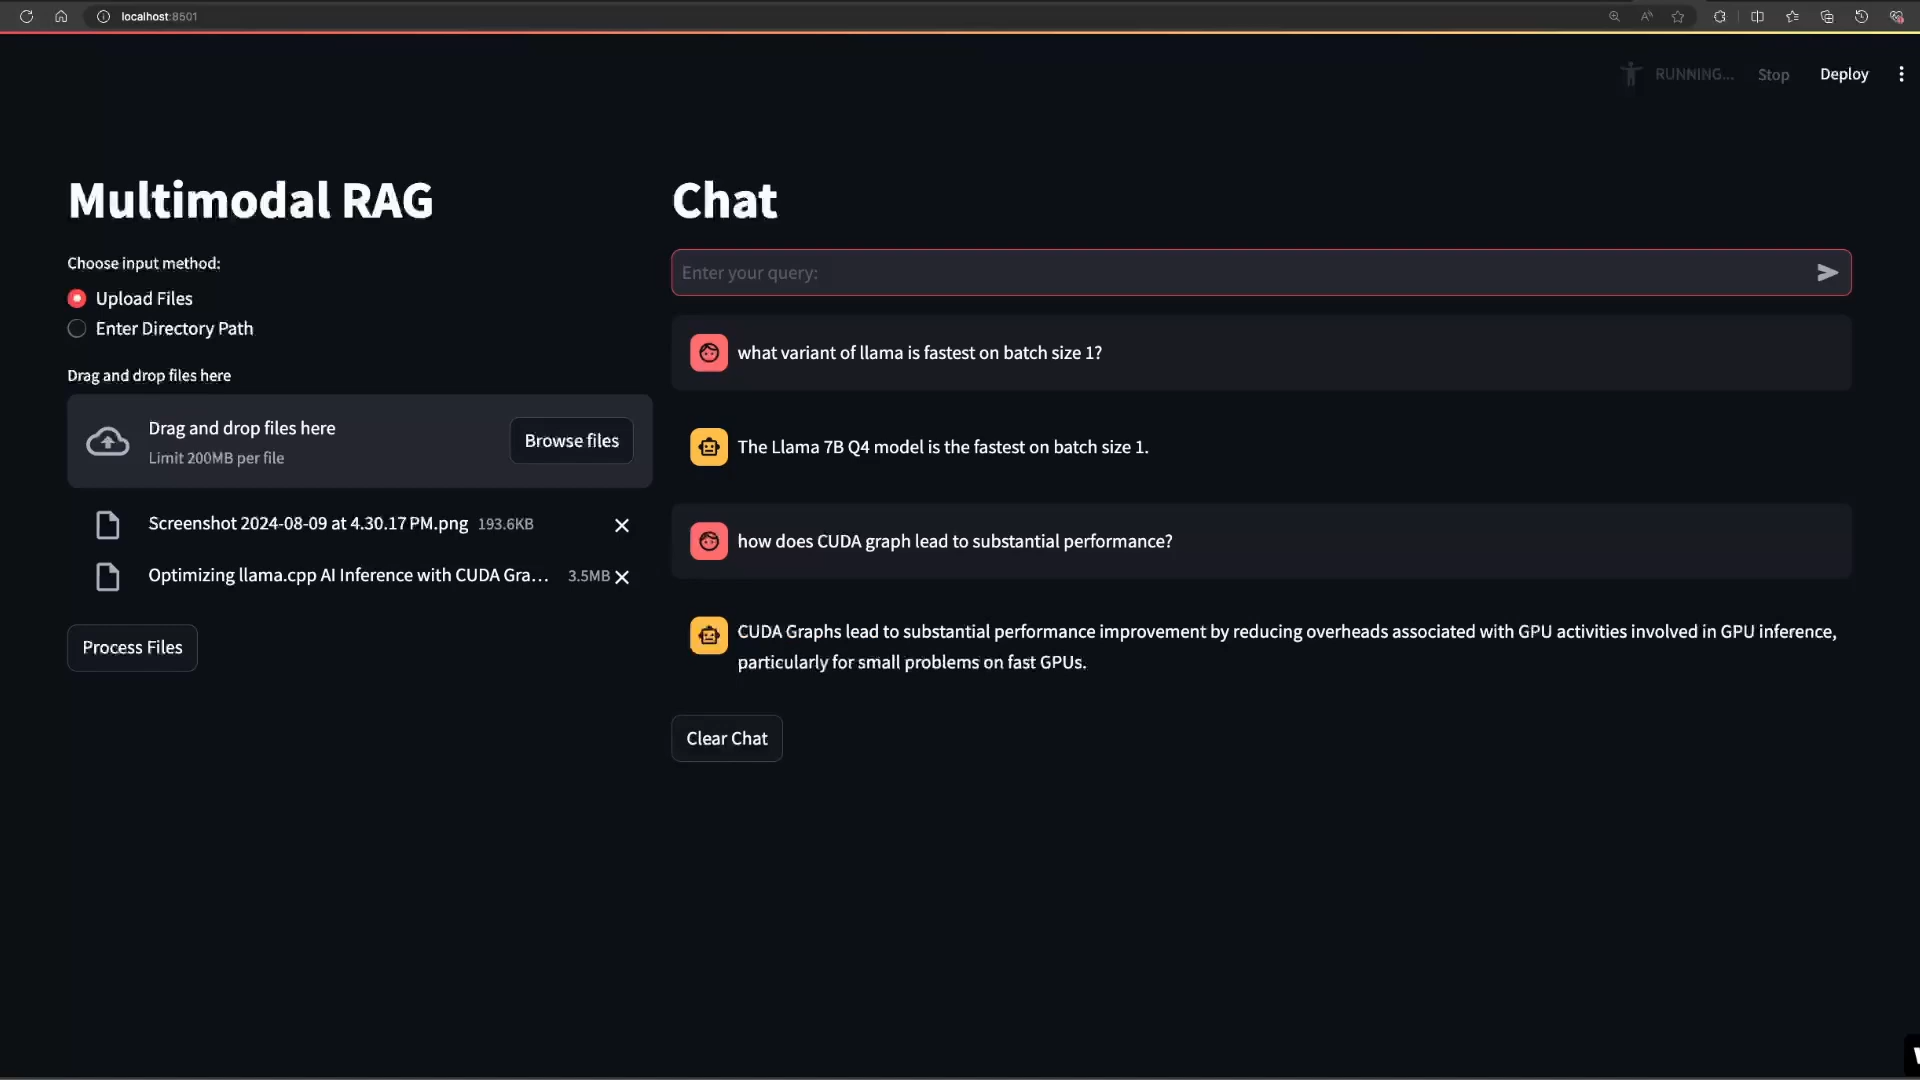 localhost:8501
RUNNING...
Stop
Deploy
Multimodal RAG
Choose input method:
Upload Files
Enter Directory Path
Drag and drop files here
Drag and drop files here
Limit 200MB per file
Browse files
Screenshot 2024-08-09 at 4.30.17 PM.png 193.6KB
Optimizing llama.cpp AI Inference with CUDA Gra... 3.5MB
Process Files
Chat
Enter your query:
what variant of llama is fastest on batch size 1?
The Llama 7B Q4 model is the fastest on batch size 1.
how does CUDA graph lead to substantial performance?
CUDA Graphs lead to substantial performance improvement by reducing overheads associated with GPU activities involved in GPU inference,
particularly for small problems on fast GPUs.
Clear Chat